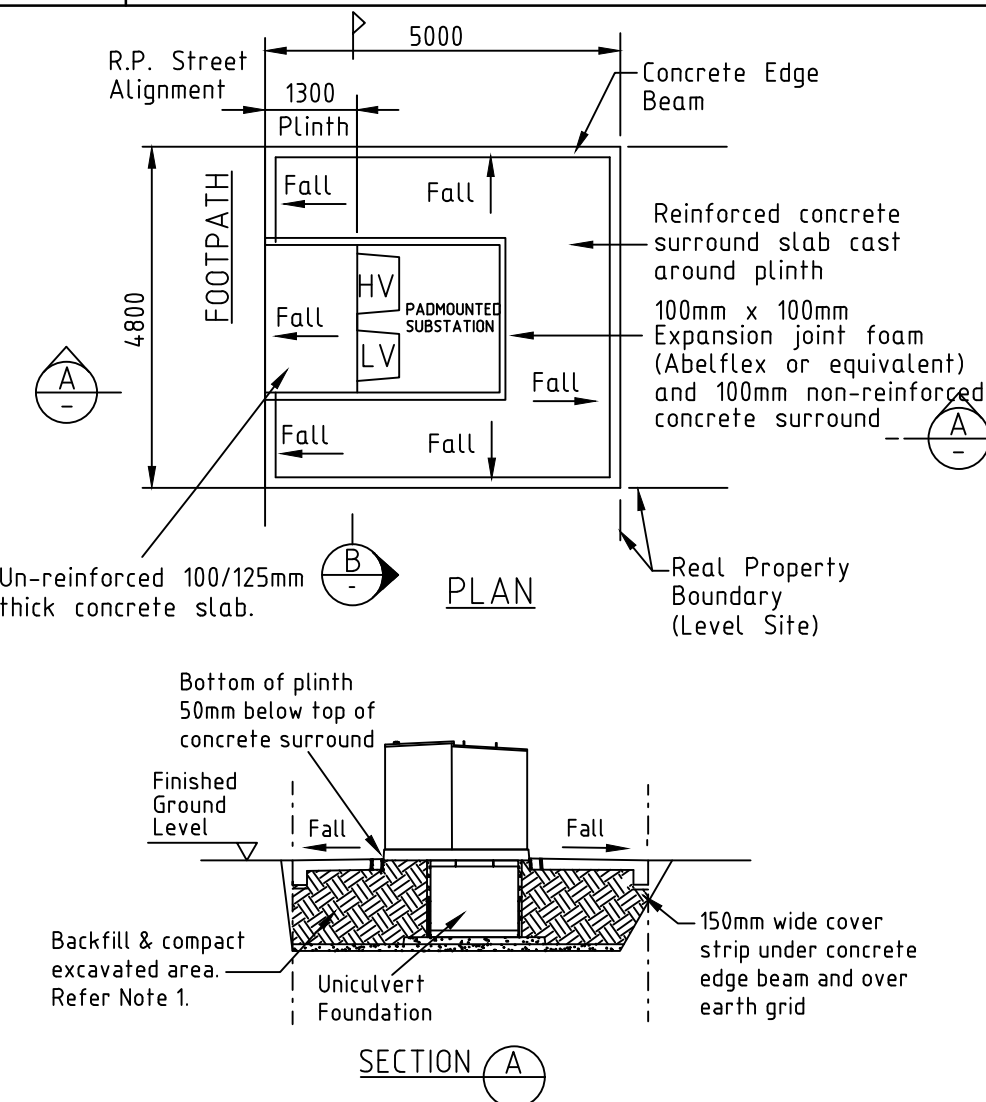 5000
R.P. Street
Alignment
1300
Plinth
Concrete Edge
Beam
FOOTPATH
Fall
Fall
4800
Reinforced concrete
surround slab cast
around plinth
HV
PADMOUNTED
SUBSTATION
Fall
LV
100mm x 100mm
Expansion joint foam
(Abelflex or equivalent)
and 100mm non-reinforced
concrete surround
A
-
Fall
A
-
Fall
Fall
Un-reinforced 100/125mm
thick concrete slab.
B
-
PLAN
Real Property
Boundary
(Level Site)
Bottom of plinth
50mm below top of
concrete surround
Finished
Ground
Level
Fall
Fall
Backfill & compact
excavated area.
Refer Note 1.
Uniculvert
Foundation
150mm wide cover
strip under concrete
edge beam and over
earth grid
SECTION A